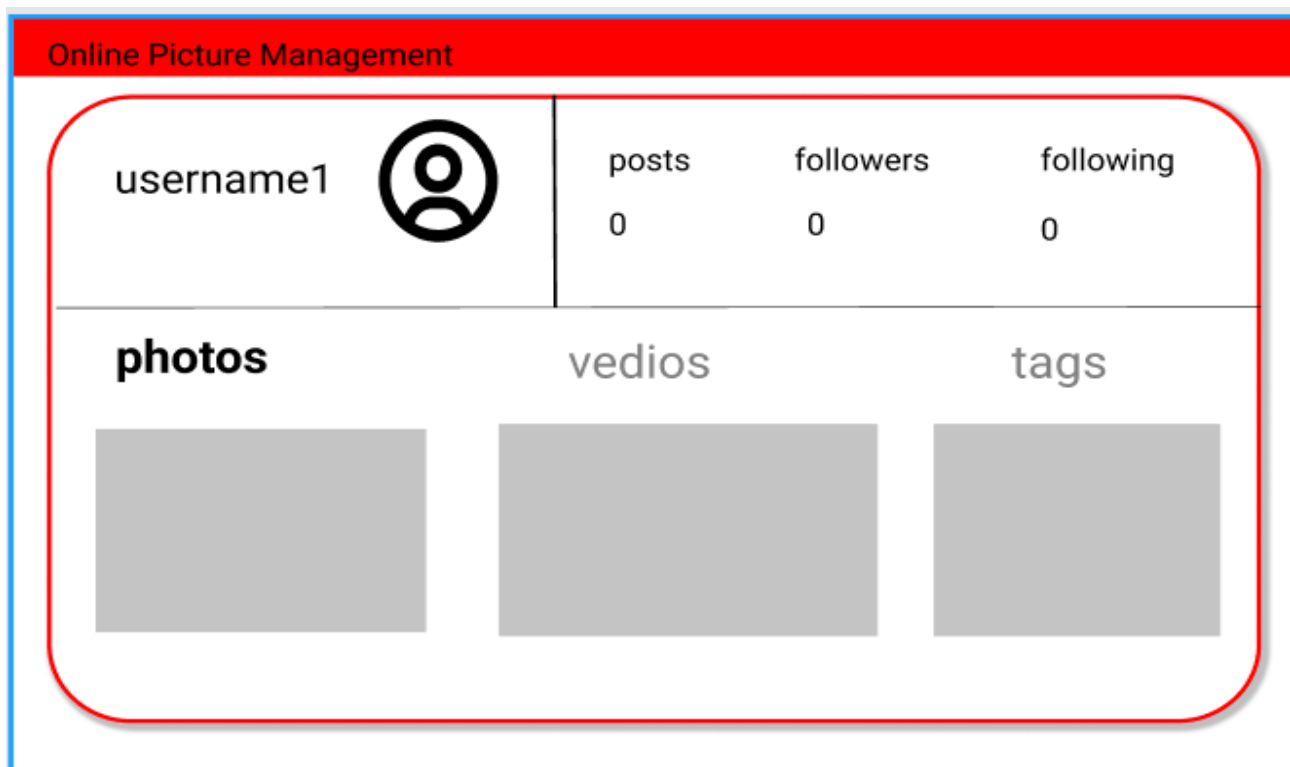 Online Picture Management
username1
posts followers following
0 0 0
photos vedios tags